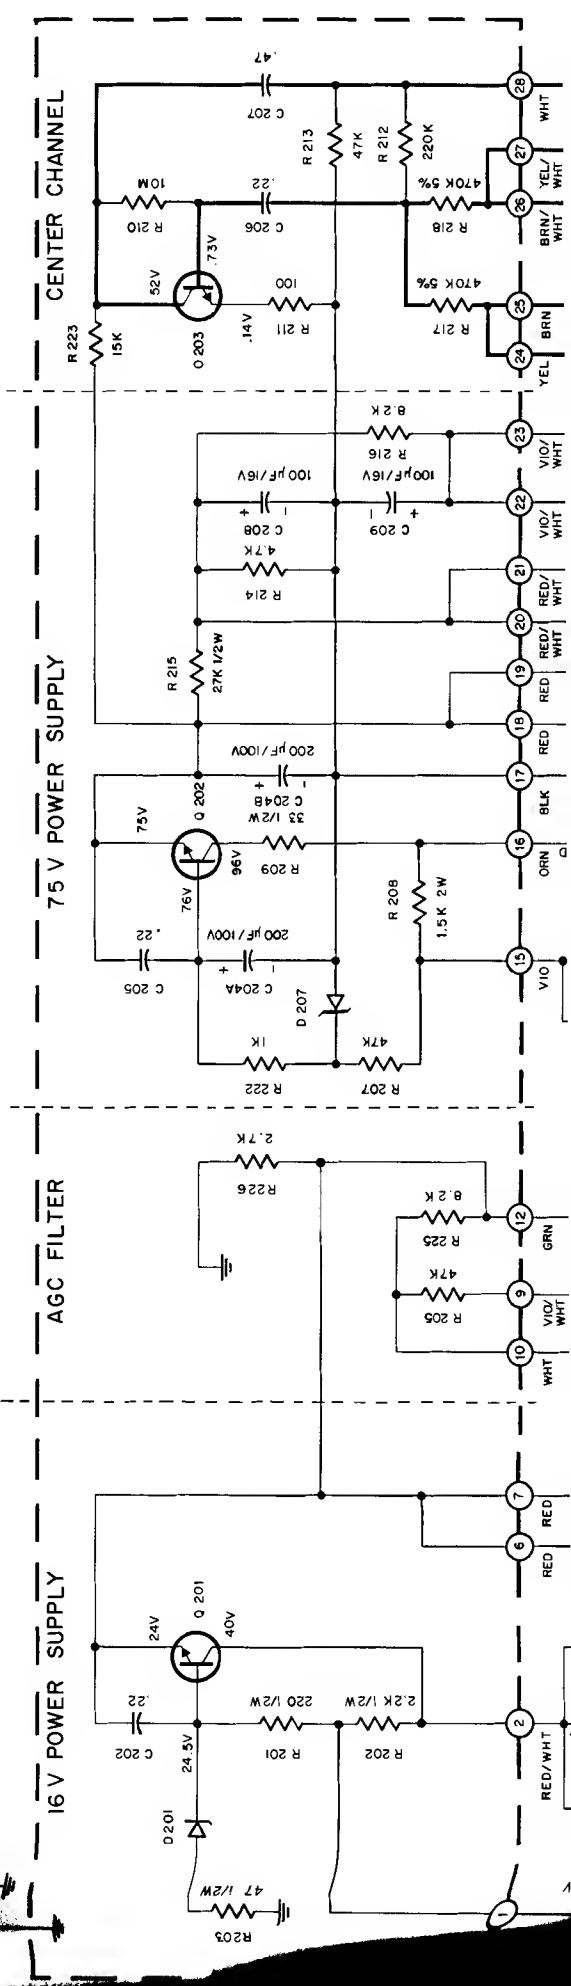 CENTER CHANNEL
.47
C 207
R 213
47K
R 212
220K
28
WHT
10M
R 210
.22
C 206
470K 5%
R 218
27
YEL/
WHT
26
BRN/
WHT
52V
.73V
Q 203
.14V
100
R 211
470K 5%
R 217
25
BRN
24
YEL
R 223
15K
75V POWER SUPPLY
8.2K
R 216
23
VIO/
WHT
100µF/16V
+ -
C 208
100µF/16V
- +
C 209
22
VIO/
WHT
4.7K
R 214
21
RED/
WHT
20
RED/
WHT
R 215
27K 1/2W
19
RED
18
RED
200µF/100V
+ -
C 204B
17
BLK
75V
Q 202
76V
96V
33 1/2W
R 209
16
ORN
D
R 208
1.5K 2W
.22
C 205
200µF/100V
+ -
C 204A
D 207
15
VIO
1K
R 222
47K
R 207
AGC FILTER
2.7K
R226
8.2K
R 225
12
GRN
47K
R 205
9
VIO/
WHT
10
WHT
16V POWER SUPPLY
7
RED
6
RED
24V
Q 201
40V
.22
C 202
24.5V
220 1/2W
R 201
2.2K 1/2W
R 202
2
RED/WHT
D201
47 1/2W
R203
1